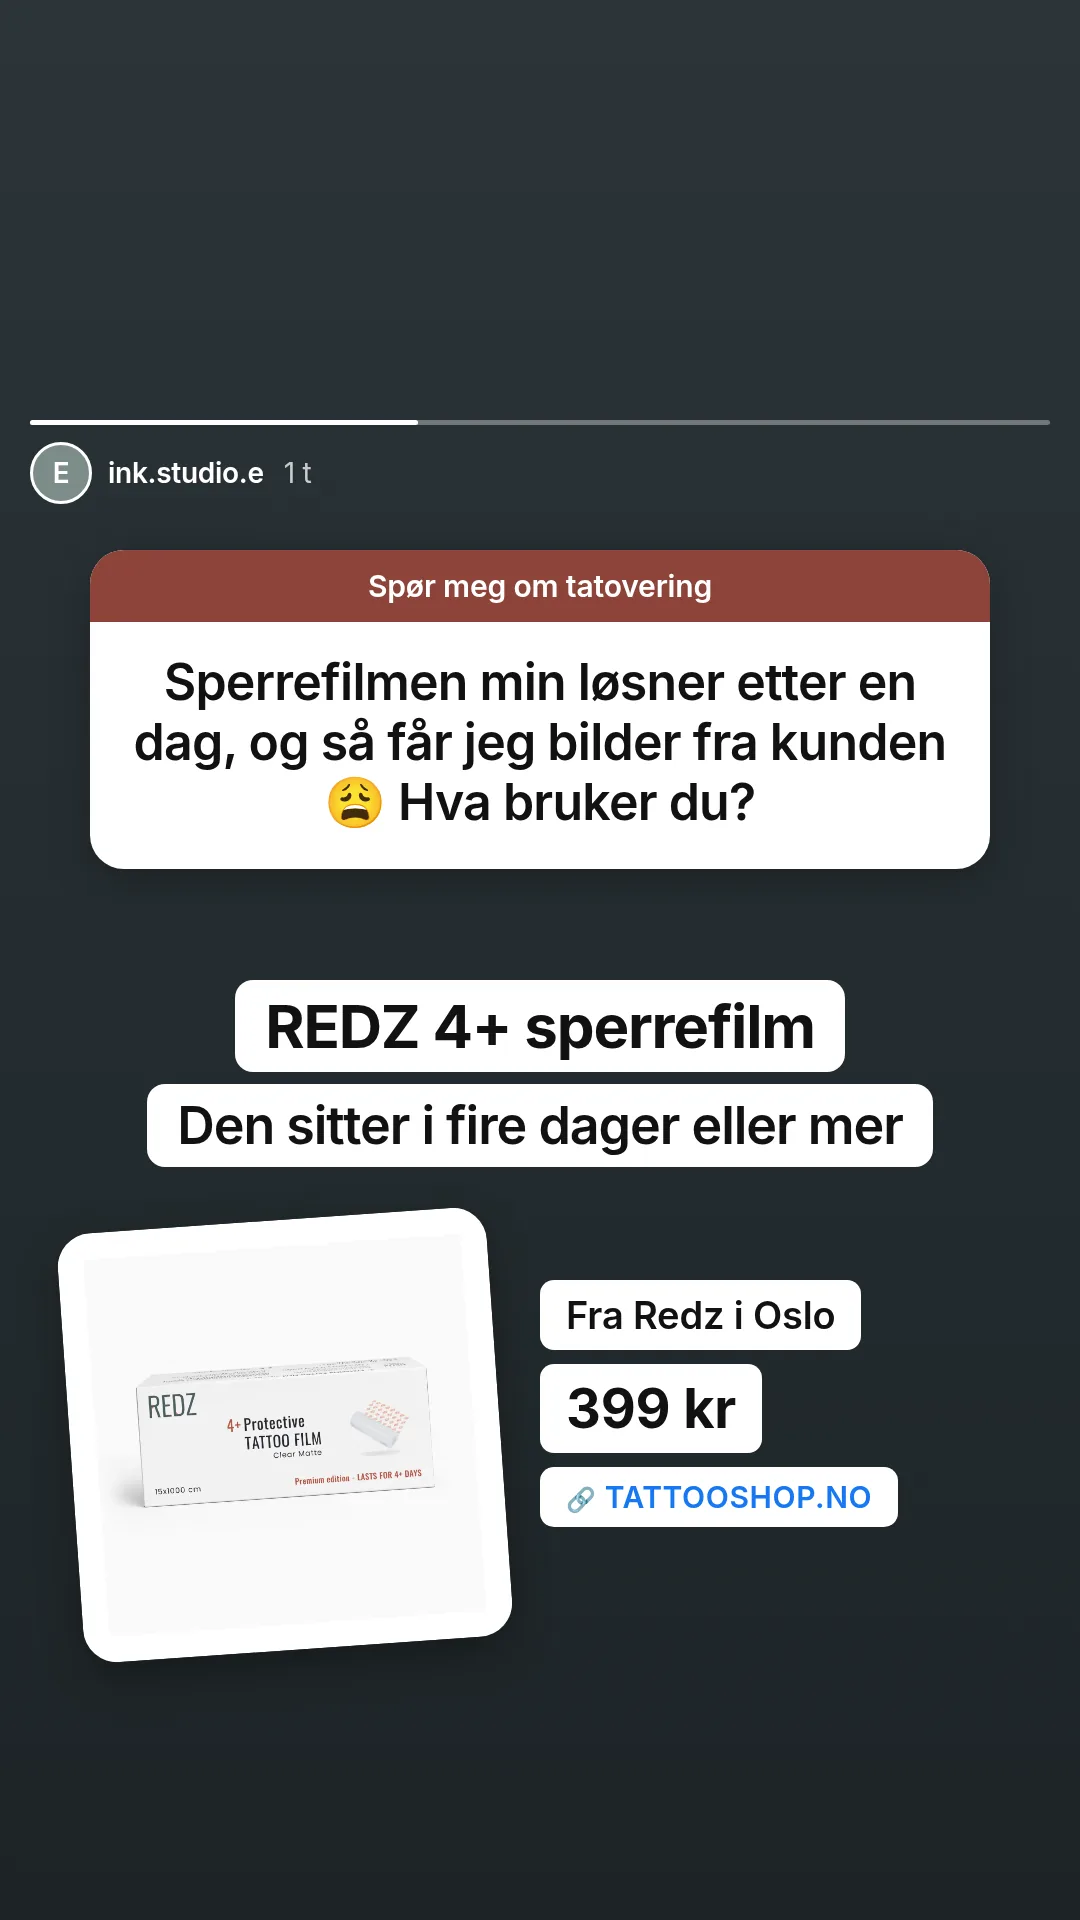 E
ink.studio.e 1 t
Spør meg om tatovering
Sperrefilmen min løsner etter en
dag, og så får jeg bilder fra kunden
😩 Hva bruker du?
REDZ 4+ sperrefilm
Den sitter i fire dager eller mer
REDZ
4+ Protective
TATTOO FILM
Clear Matte
15x1000 cm
Premium edition - LASTS FOR 4+ DAYS
Fra Redz i Oslo
399 kr
🔗 TATTOOSHOP.NO